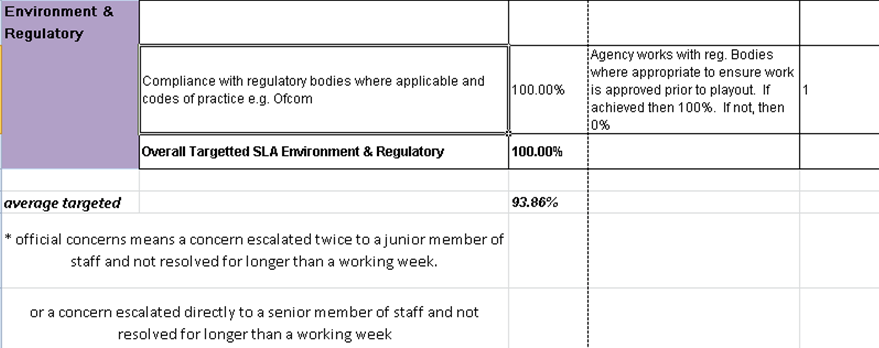 Environment &
Regulatory
Compliance with regulatory bodies where applicable and
codes of practice e.g. Ofcom
100.00%
Agency works with reg. Bodies
where appropriate to ensure work
is approved prior to playout.  If
achieved then 100%.  If not, then
0%
1
Overall Targetted SLA Environment & Regulatory
100.00%
average targeted
93.86%
* official concerns means a concern escalated twice to a junior member of
staff and not resolved for longer than a working week.
or a concern escalated directly to a senior member of staff and not
resolved for longer than a working week